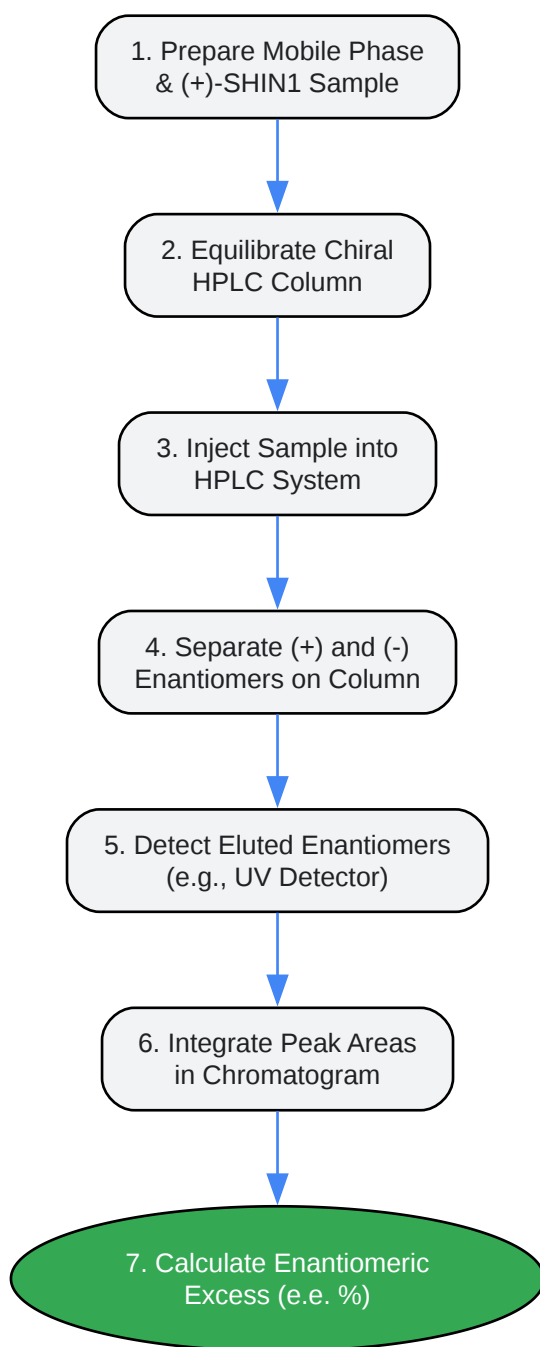 1. Prepare Mobile Phase
& (+)-SHIN1 Sample
2. Equilibrate Chiral
HPLC Column
3. Inject Sample into
HPLC System
4. Separate (+) and (-)
Enantiomers on Column
5. Detect Eluted Enantiomers
(e.g., UV Detector)
6. Integrate Peak Areas
in Chromatogram
7. Calculate Enantiomeric
Excess (e.e. %)